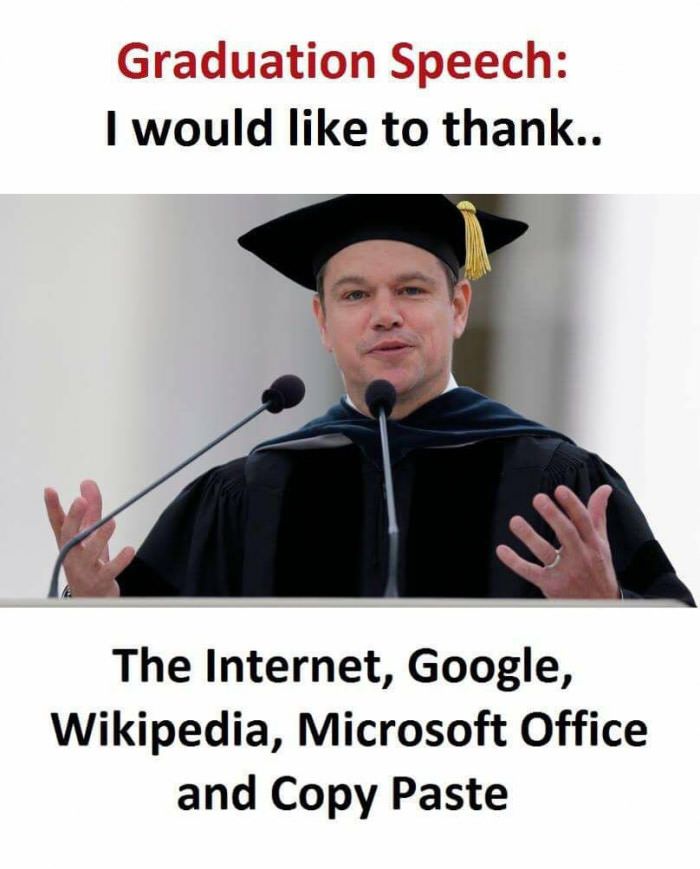 Graduation Speech:
I would like to thank..
The Internet, Google,
Wikipedia, Microsoft Office
and Copy Paste